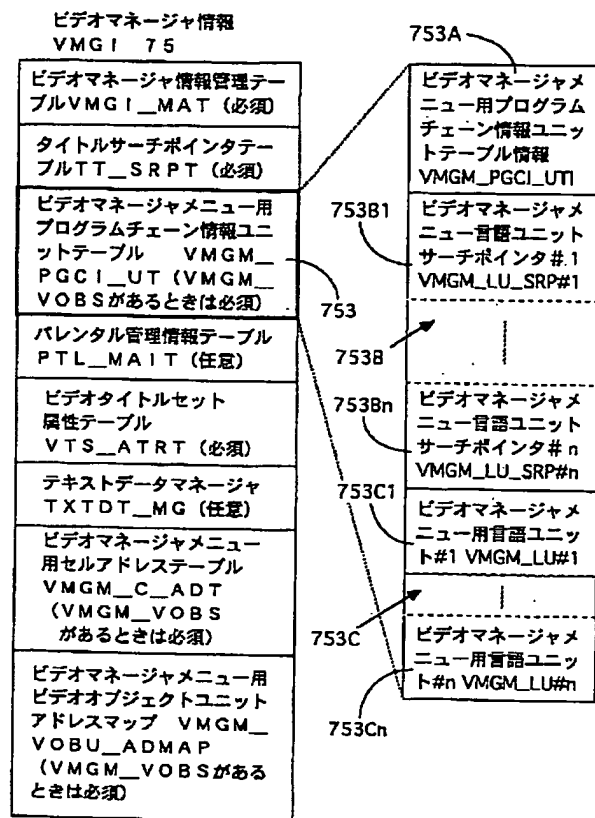 ビデオマネージャ情報
VMGI 75
ビデオマネージャ情報管理テー
ブルVMGI__MAT (必須)
タイトルサーチポインタテー
ブルTT__SRPT (必須)
ビデオマネージャメニュー用
プログラムチェーン情報ユニ
ットテーブル VMGM__
PGCI__UT (VMGM__
VOBSがあるときは必須)
パレンタル管理情報テーブル
PTL__MAIT (任意)
ビデオタイトルセット
属性テーブル
VTS__ATRT (必須)
テキストデータマネージャ
TXTDT__MG (任意)
ビデオマネージャメニュー
用セルアドレステーブル
VMGM__C__ADT
(VMGM__VOBS
があるときは必須)
ビデオマネージャメニュー用
ビデオオブジェクトユニット
アドレスマップ VMGM__
VOBU__ADMAP
(VMGM__VOBSがある
ときは必須)
753
753A
ビデオマネージャメ
ニュー用プログラム
チェーン情報ユニッ
トテーブル情報
VMGM_PGCI_UTI
753B1
ビデオマネージャメ
ニュー言語ユニット
サーチポインタ#1
VMGM_LU_SRP#1
753B
753Bn
ビデオマネージャメ
ニュー言語ユニット
サーチポインタ#n
VMGM_LU_SRP#n
753C1
ビデオマネージャメ
ニュー用言語ユニッ
ト#1 VMGM_LU#1
753C
ビデオマネージャメ
ニュー用言語ユニッ
ト#n VMGM_LU#n
753Cn